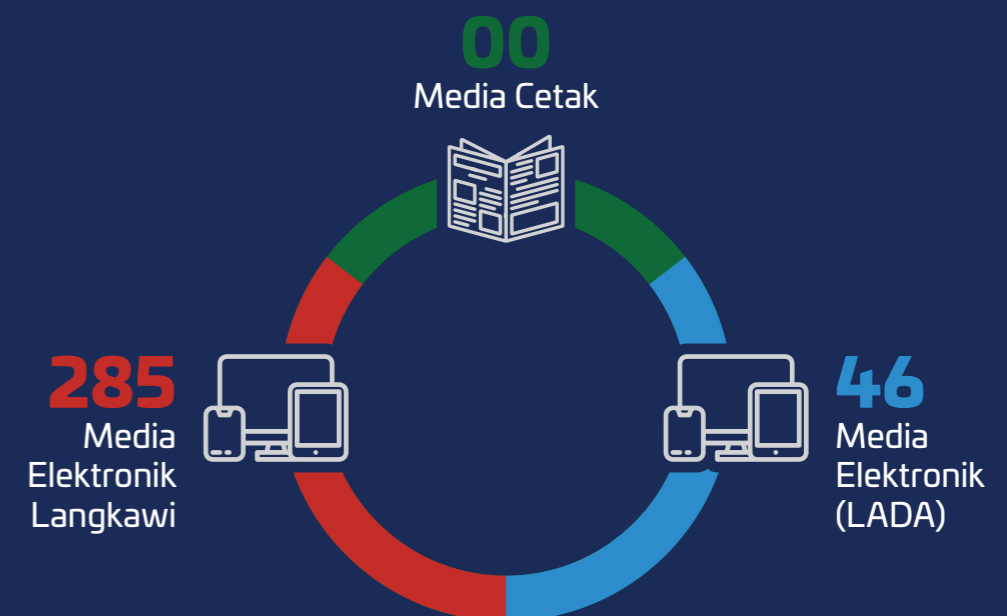 00
Media Cetak
285
Media
Elektronik
Langkawi
46
Media
Elektronik
(LADA)